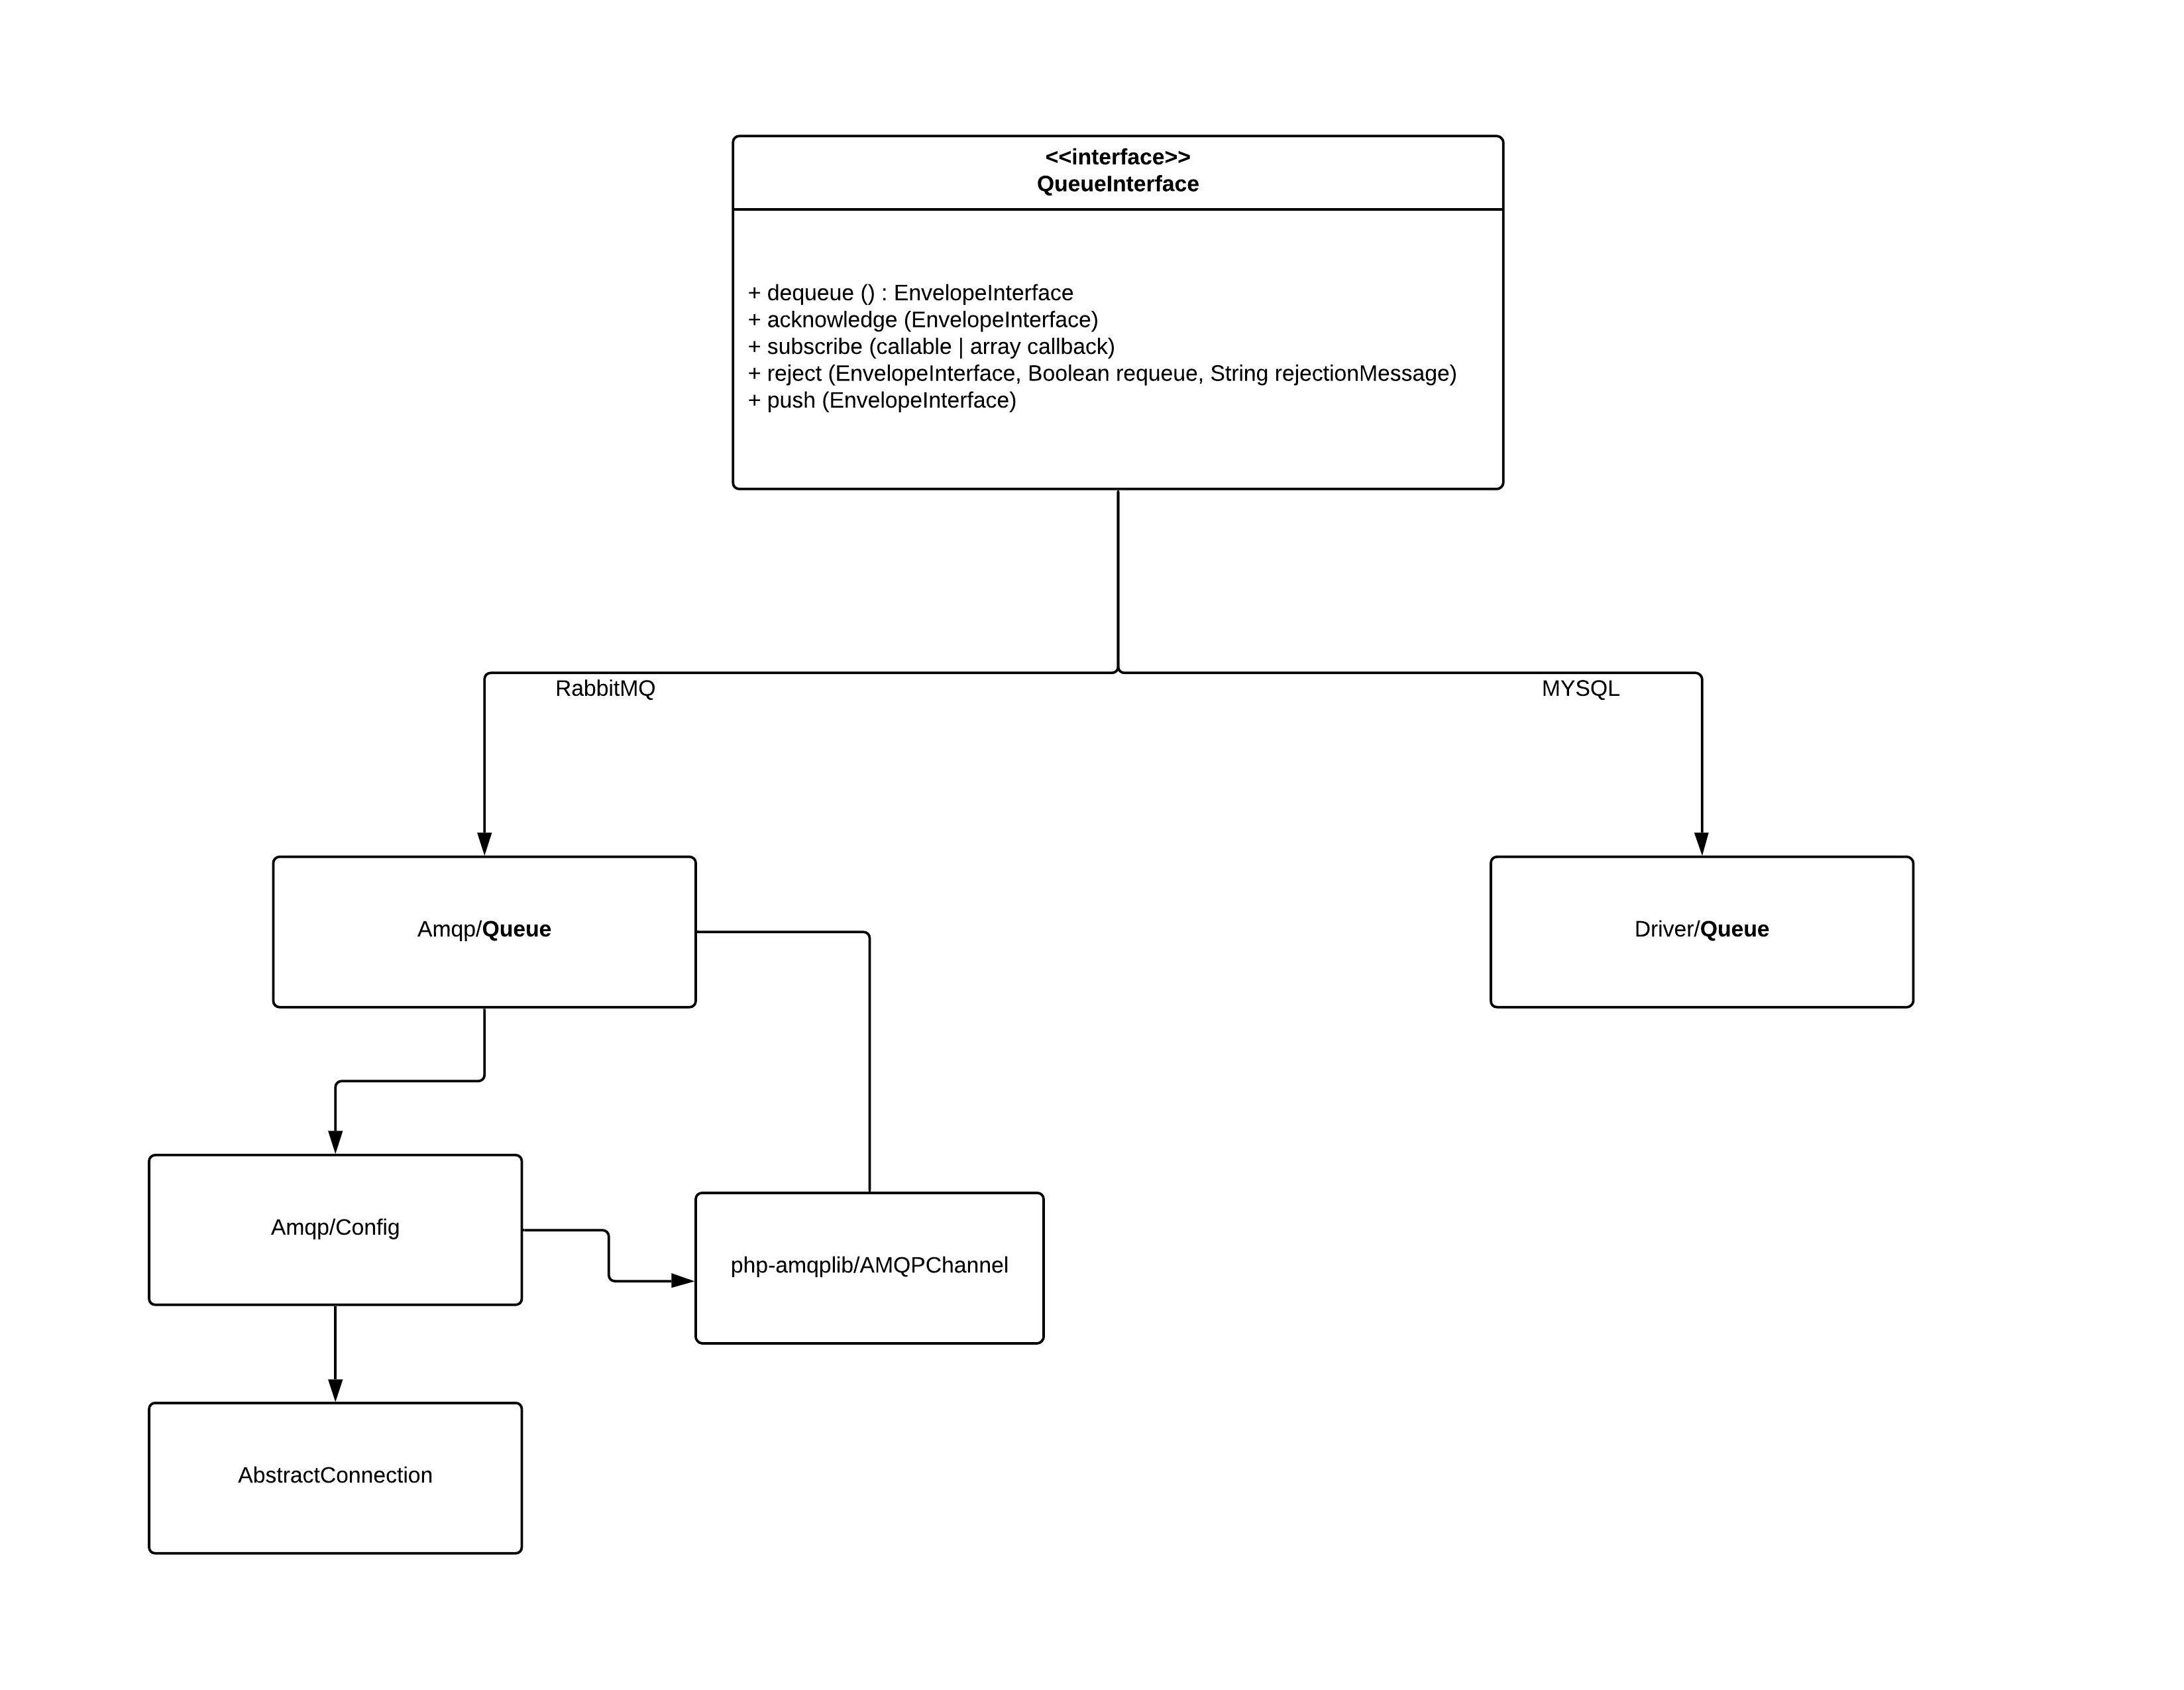 <<interface>>
QueueInterface
+ dequeue () : EnvelopeInterface
+ acknowledge (EnvelopeInterface)
+ subscribe (callable | array callback)
+ reject (EnvelopeInterface, Boolean requeue, String rejectionMessage)
+ push (EnvelopeInterface)
RabbitMQ
MYSQL
Amqp/Queue
Driver/Queue
Amqp/Config
php-amqplib/AMQPChannel
AbstractConnection